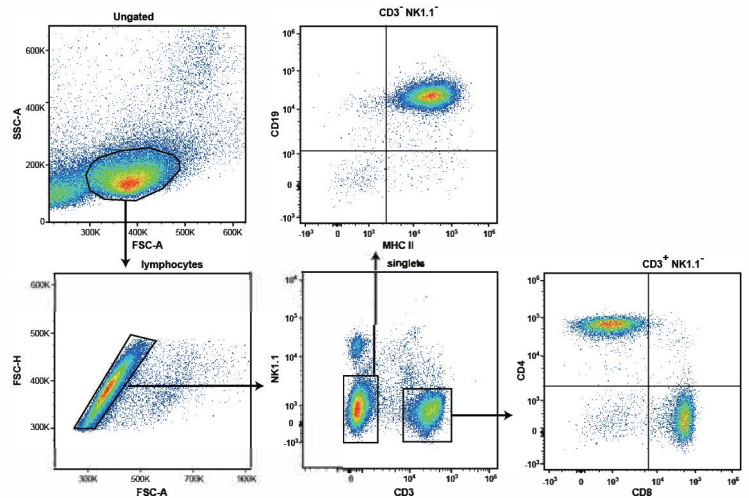 Ungated
SSC-A
600K
400K
200K
0
300K 400K 500K 600K
FSC-A
CD3⁻ NK1.1⁻
CD19
10⁶
10⁵
10⁴
10³
0
-10³
-10³ 0 10³ 10⁴ 10⁵ 10⁶
MHC II
lymphocytes
FSC-H
600K
500K
400K
300K
300K 500K 700K 900K
FSC-A
singlets
NK1.1
10⁶
10⁴
10³
0
-10³
-10³ 0 10³ 10⁴ 10⁵ 10⁶
CD3
CD3⁺ NK1.1⁻
CD4
10⁶
10⁵
10⁴
10³
0
-10³
-10³ 0 10³ 10⁴ 10⁵ 10⁶
CD8